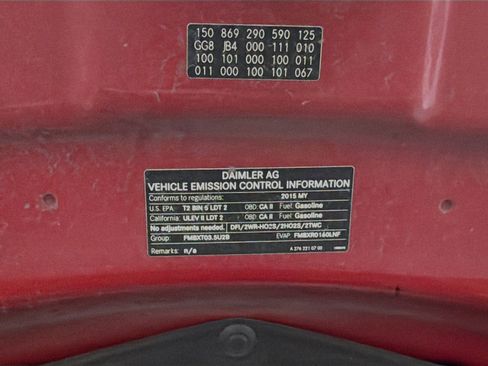 150 869 290 590 125
GG8 JB4 000 111 010
100 101 000 100 011
011 000 100 101 067
DAIMLER AG
VEHICLE EMISSION CONTROL INFORMATION
Conforms to regulations: 2015 MY
U.S. EPA: T2 BIN 5 LDT 2 OBD: CA II Fuel: Gasoline
California: ULEV II LDT 2 OBD: CA II Fuel: Gasoline
No adjustments needed. DFI/2WR-HO2S/2HO2S/2TWC
Group: FMBXT03.5U2B EVAP: FMBXR0160LNF
Remarks: n/a A 276 221 07 00